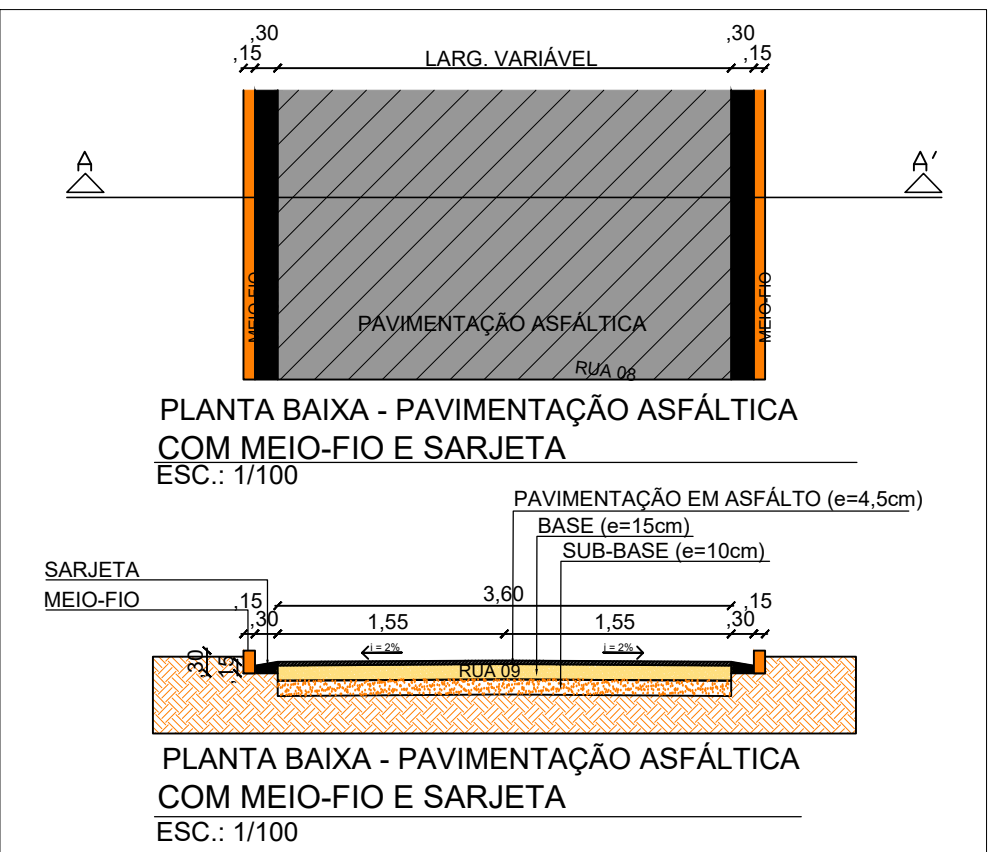 ,30
,30
,15
LARG. VARIÁVEL
,15
A
A'
MEIO-FIO
MEIO-FIO
PAVIMENTAÇÃO ASFÁLTICA
RUA 08
PLANTA BAIXA - PAVIMENTAÇÃO ASFÁLTICA
COM MEIO-FIO E SARJETA
ESC.: 1/100
PAVIMENTAÇÃO EM ASFÁLTO (e=4,5cm)
BASE (e=15cm)
SUB-BASE (e=10cm)
SARJETA
MEIO-FIO
,15
3,60
,15
,30
1,55
1,55
,30
,30
,15
i = 2%
i = 2%
RUA 09
PLANTA BAIXA - PAVIMENTAÇÃO ASFÁLTICA
COM MEIO-FIO E SARJETA
ESC.: 1/100